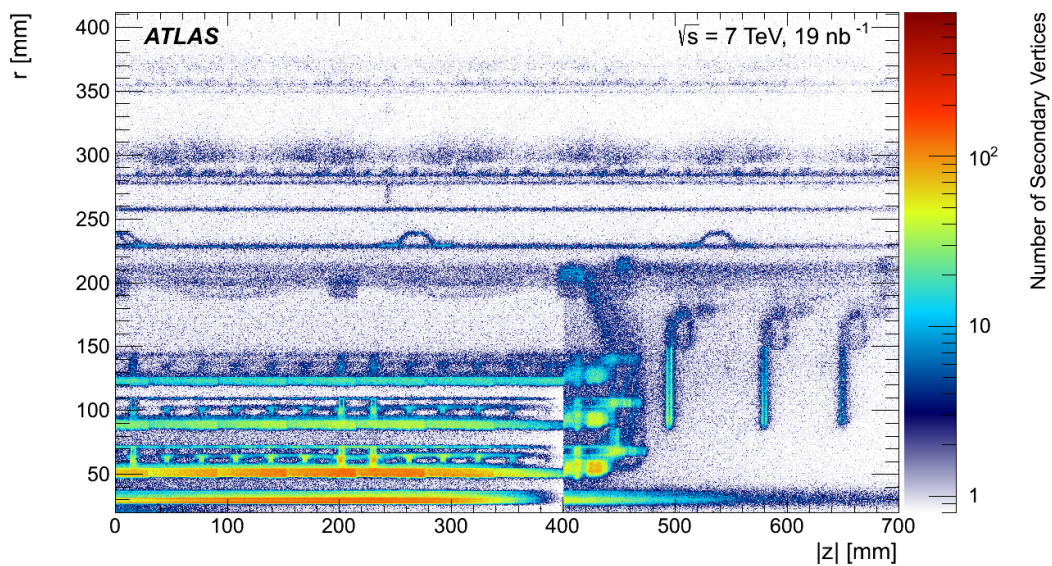 r [mm]
ATLAS
√s = 7 TeV, 19 nb⁻¹
400
350
300
250
200
150
100
50
0 100 200 300 400 500 600 700
|z| [mm]
10²
10
1
Number of Secondary Vertices